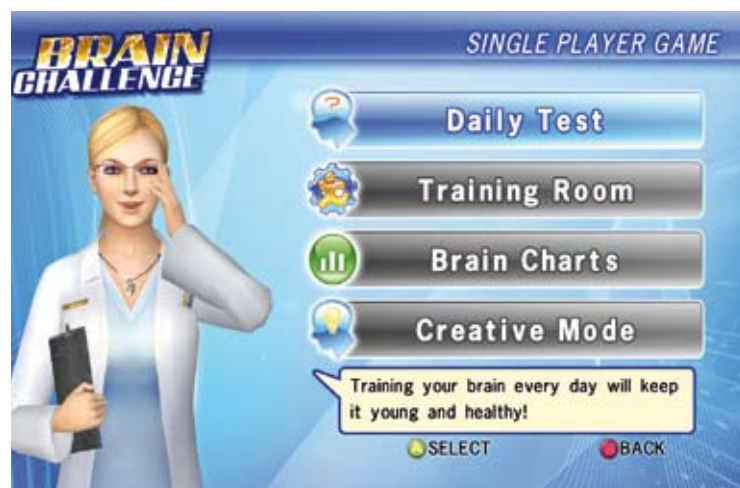 BRAIN
CHALLENGE
SINGLE PLAYER GAME
?
Daily Test
Training Room
Brain Charts
Creative Mode
Training your brain every day will keep
it young and healthy!
A SELECT
BACK